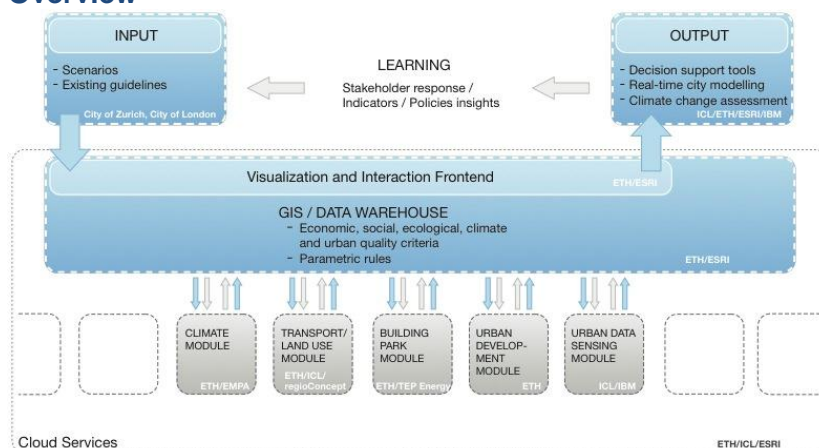 Overview
INPUT
- Scenarios
- Existing guidelines
City of Zurich, City of London
LEARNING
Stakeholder response /
Indicators / Policies insights
OUTPUT
- Decision support tools
- Real-time city modelling
- Climate change assessment
ICL/ETH/ESRI/IBM
Visualization and Interaction Frontend
ETH/ESRI
GIS / DATA WAREHOUSE
- Economic, social, ecological, climate
and urban quality criteria
- Parametric rules
ETH/ESRI
CLIMATE
MODULE
ETH/EMPA
TRANSPORT/
LAND USE
MODULE
ETH/ICL/
regioConcept
BUILDING
PARK
MODULE
ETH/TEP Energy
URBAN
DEVELOP-
MENT
MODULE
ETH
URBAN DATA
SENSING
MODULE
ICL/IBM
Cloud Services
ETH/ICL/ESRI